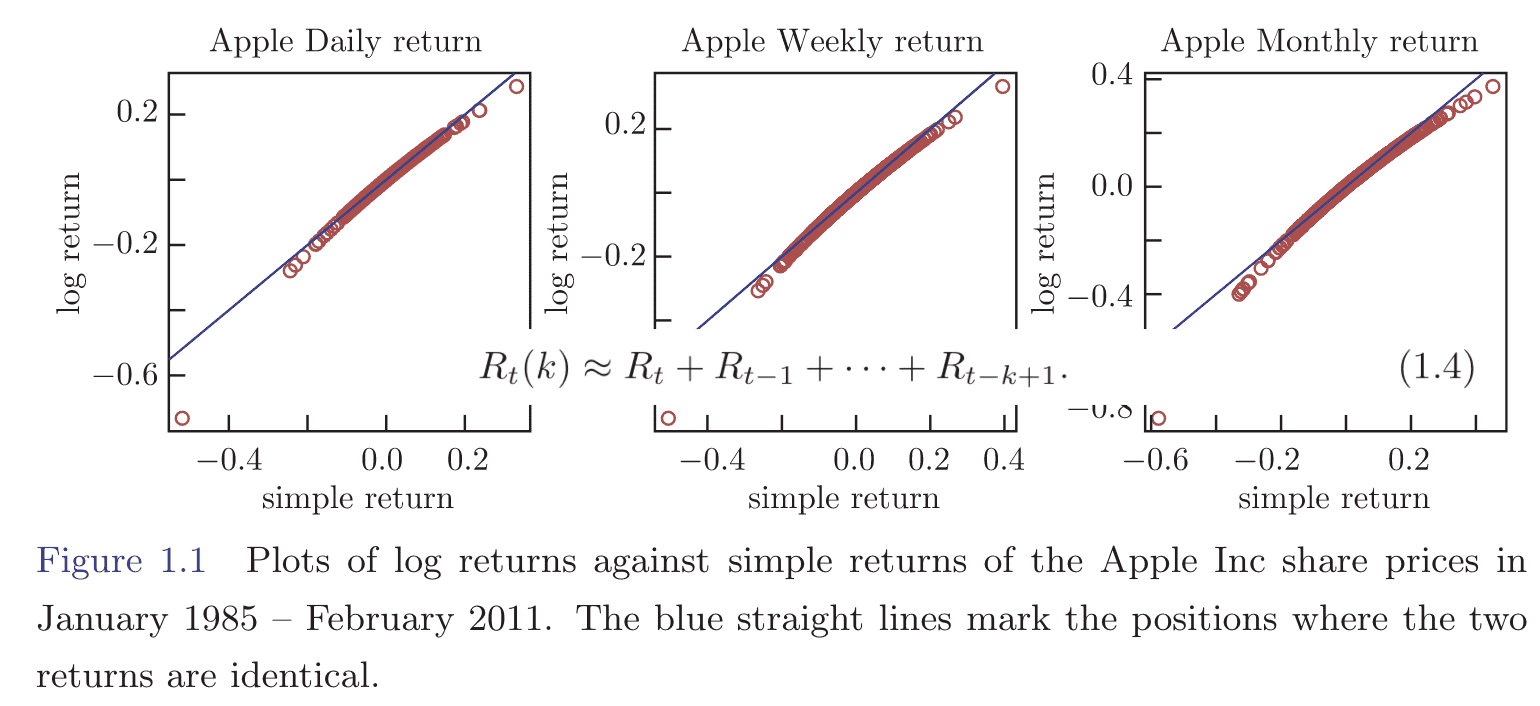 Apple Daily return Apple Weekly return Apple Monthly return
0.2 −0.2 −0.6
log return
−0.4 0.0 0.2
simple return
0.2 −0.2
log return
−0.4 0.0 0.2 0.4
simple return
0.4 0.0 −0.4 −0.8
log return
−0.6 −0.2 0.2
simple return
R_t(k) ≈ R_t + R_{t−1} + · · · + R_{t−k+1}. (1.4)
Figure 1.1 Plots of log returns against simple returns of the Apple Inc share prices in
January 1985 – February 2011. The blue straight lines mark the positions where the two
returns are identical.